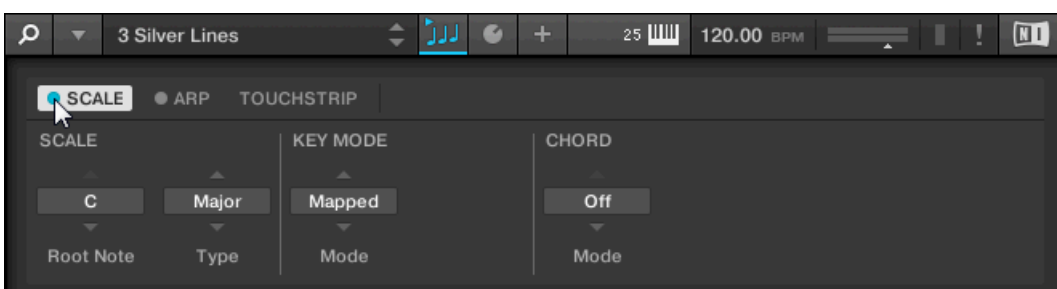 3 Silver Lines 25 120.00 BPM ! NI
SCALE ARP TOUCHSTRIP
SCALE KEY MODE CHORD
C Major Mapped Off
Root Note Type Mode Mode